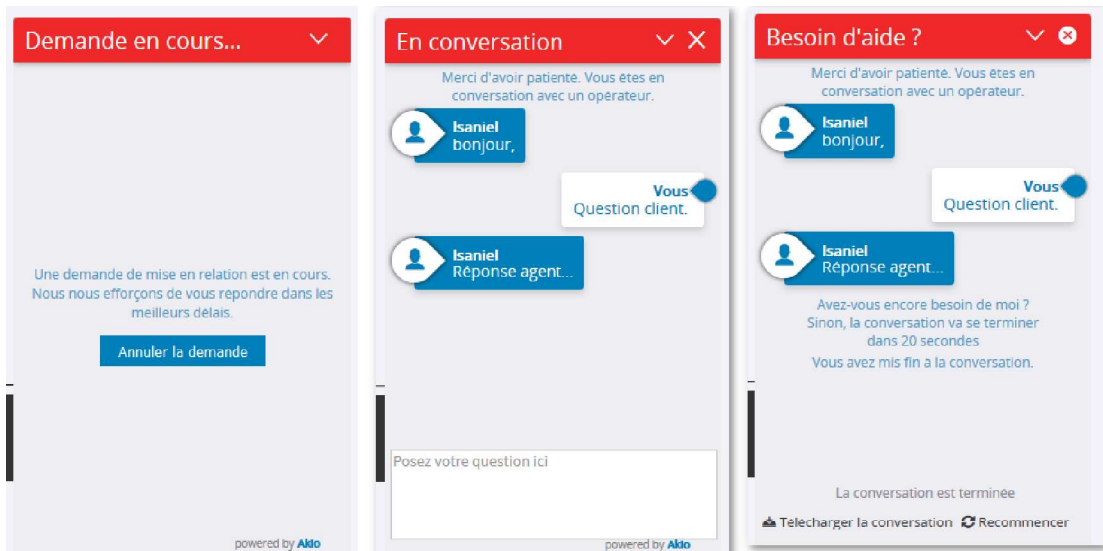 Demande en cours...
Une demande de mise en relation est en cours.
Nous nous efforçons de vous répondre dans les
meilleurs délais.
Annuler la demande
powered by Akio
En conversation
Merci d'avoir patienté. Vous êtes en
conversation avec un opérateur.
Isaniel
bonjour,
Vous
Question client.
Isaniel
Réponse agent...
Posez votre question ici
powered by Akio
Besoin d'aide ?
Merci d'avoir patienté. Vous êtes en
conversation avec un opérateur.
Isaniel
bonjour,
Vous
Question client.
Isaniel
Réponse agent...
Avez-vous encore besoin de moi ?
Sinon, la conversation va se terminer
dans 20 secondes
Vous avez mis fin à la conversation.
La conversation est terminée
Télécharger la conversation Recommencer